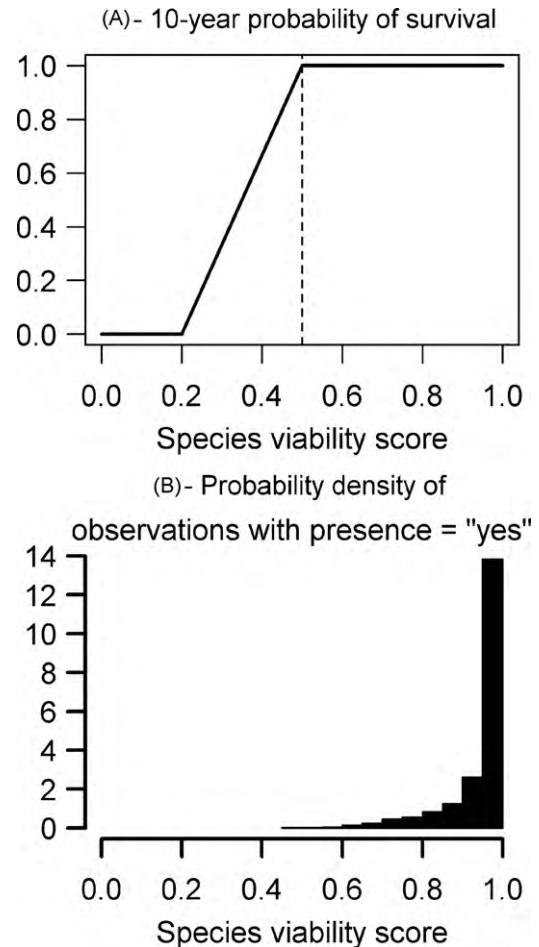 (A)- 10-year probability of survival
1.0
0.8
0.6
0.4
0.2
0.0
0.0 0.2 0.4 0.6 0.8 1.0
Species viability score
(B)- Probability density of
observations with presence = "yes"
14
12
10
8
6
4
2
0
0.0 0.2 0.4 0.6 0.8 1.0
Species viability score